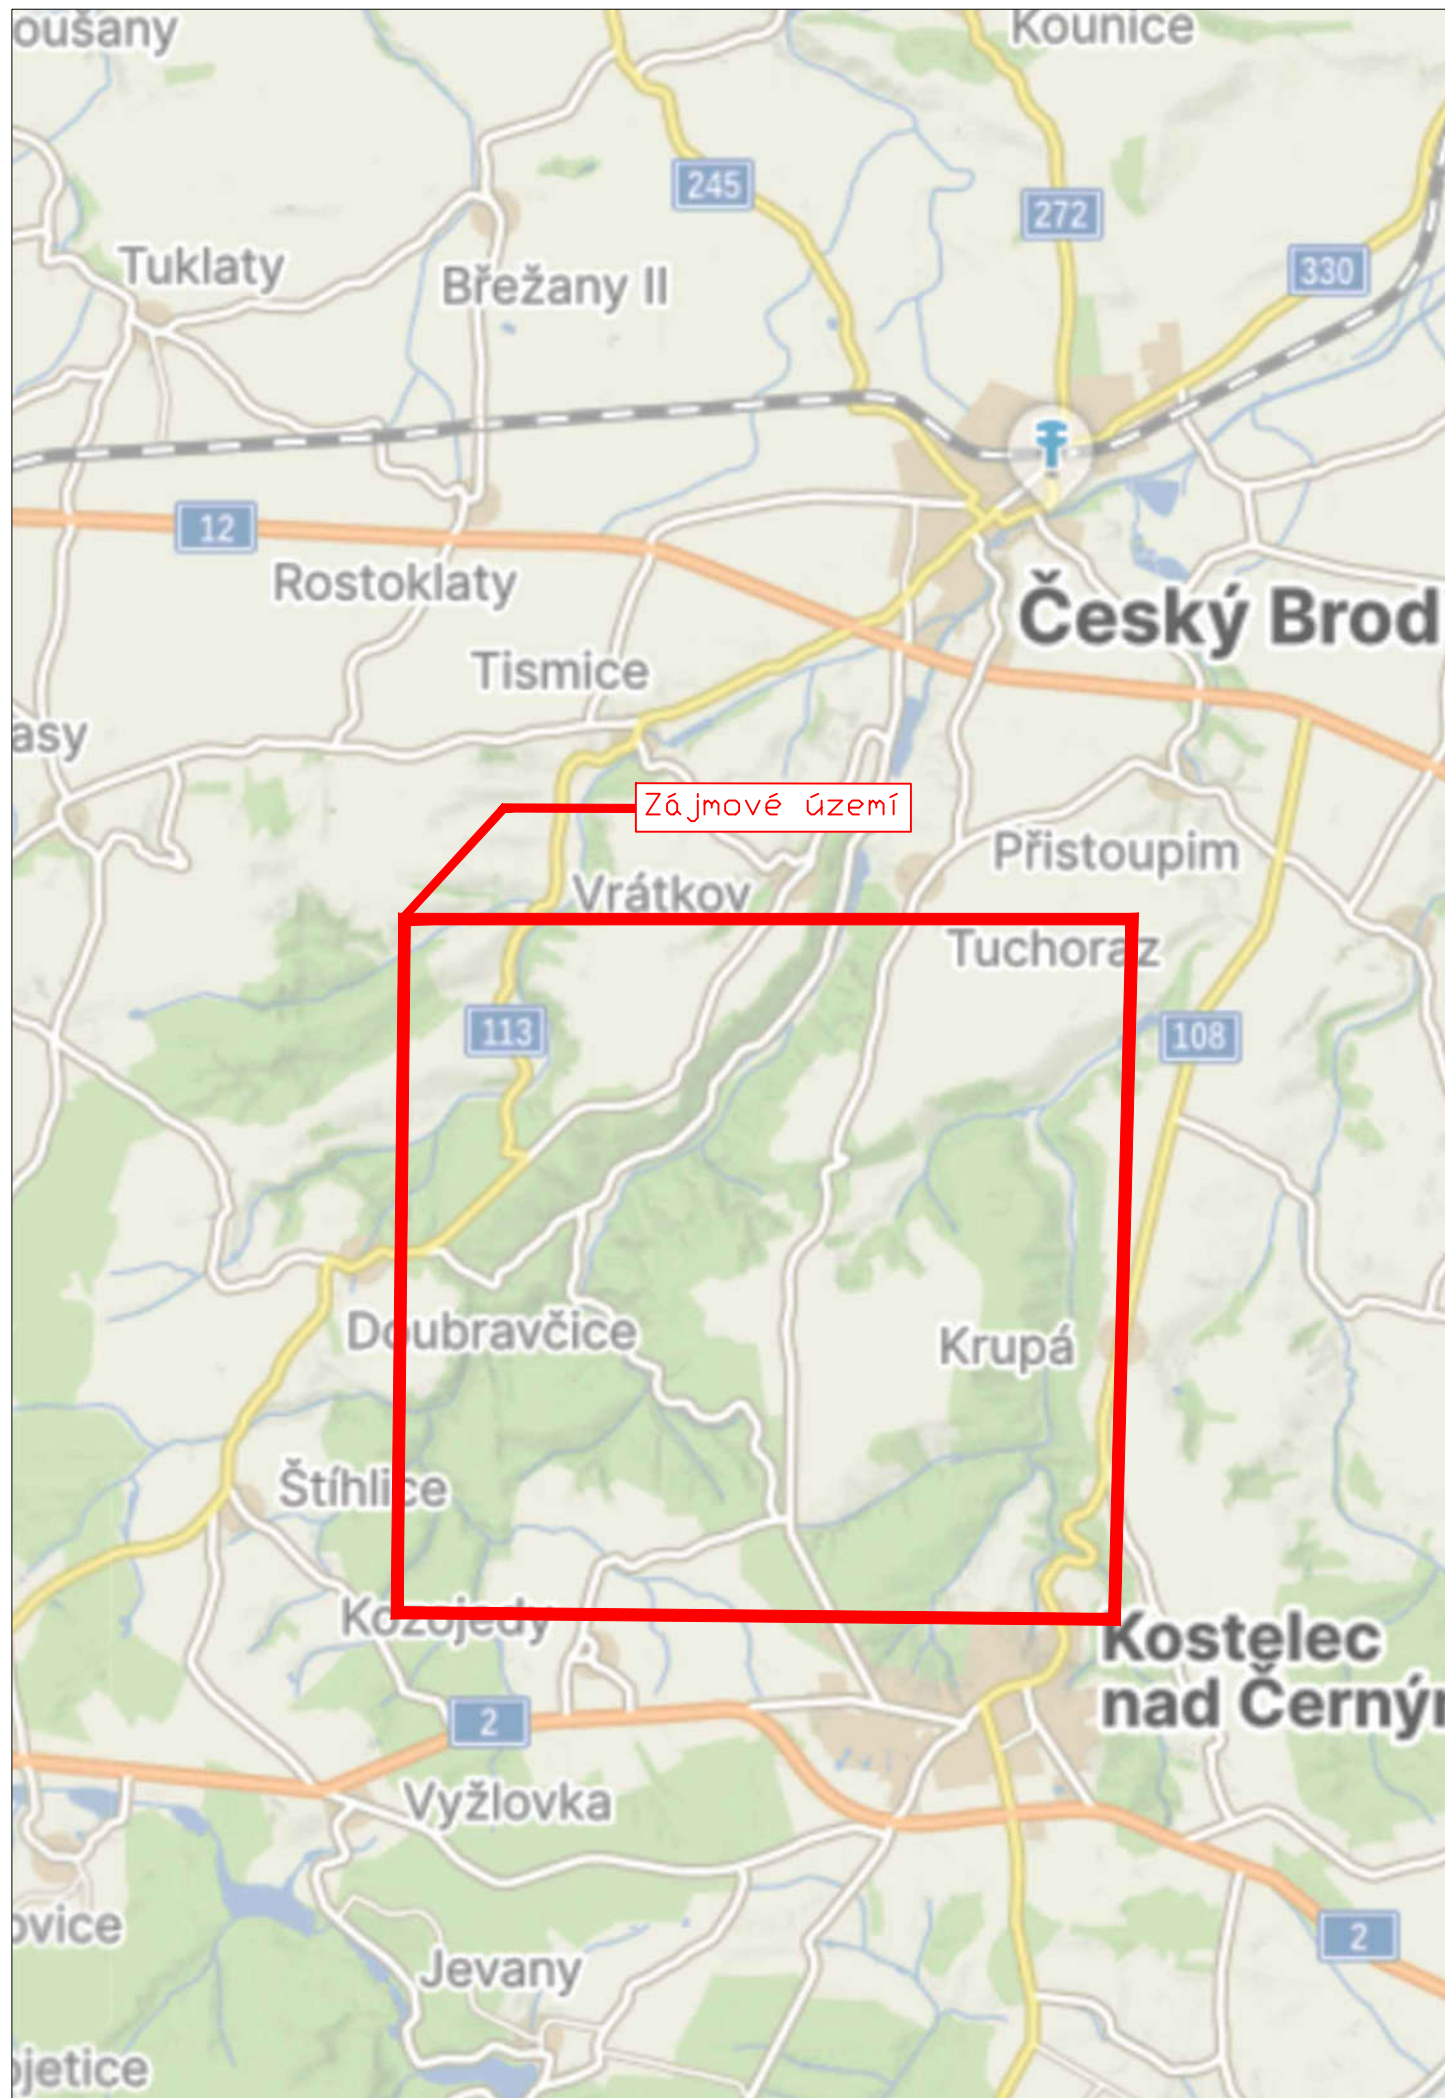 oušany
Kounice
245
272
Tuklaty
Břežany II
330
12
Rostoklaty
Český Brod
Tismice
asy
Zájmové území
Přistoupim
Vrátkov
Tuchoraz
113
108
Doubravčice
Krupá
Štíhlice
Kozojedy
Kostelec
nad Černým
2
Vyžlovka
ovice
2
Jevany
ojetice